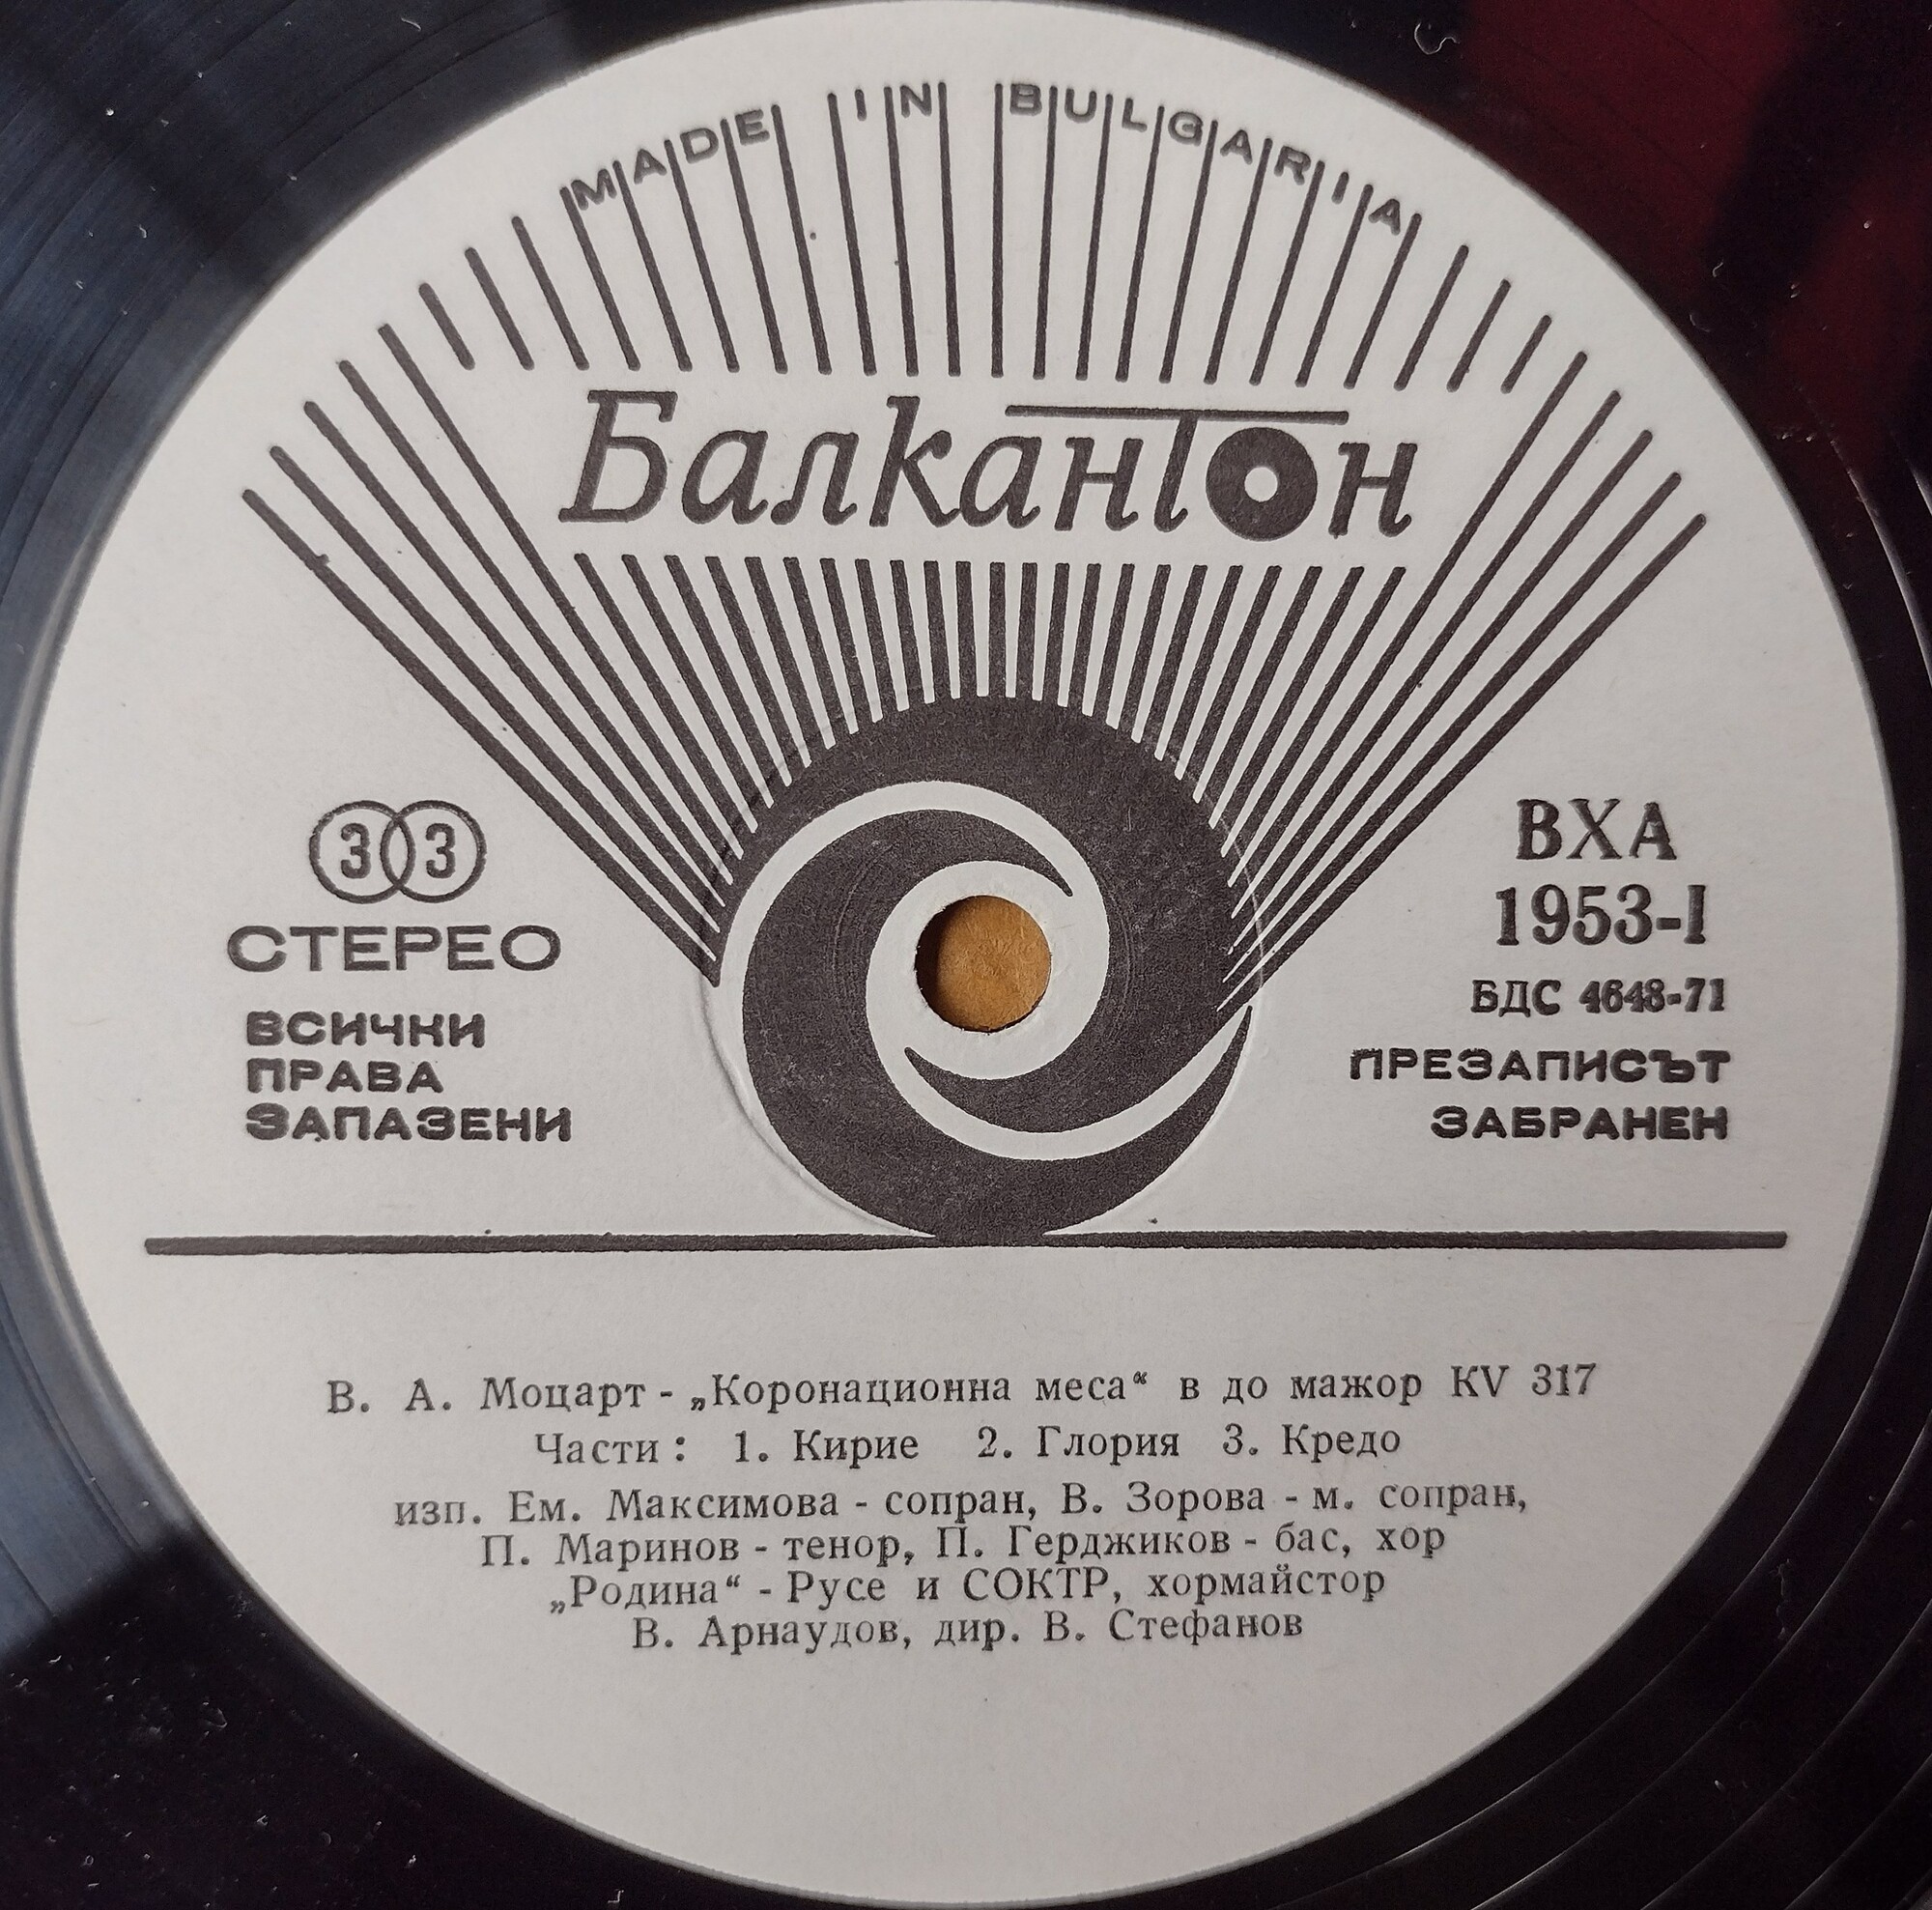 MADE IN BULGARIA
Балкантон
33
СТЕРЕО
ВСИЧКИ
ПРАВА
ЗАПАЗЕНИ
ВХА
1953-I
БДС 4648-71
ПРЕЗАПИСЪТ
ЗАБРАНЕН
В. А. Моцарт - „Коронационна меса“ в до мажор KV 317
Части : 1. Кирие 2. Глория 3. Кредо
изп. Ем. Максимова - сопран, В. Зорова - м. сопран,
П. Маринов - тенор, П. Герджиков - бас, хор
„Родина“ - Русе и СОКТР, хормайстор
В. Арнаудов, дир. В. Стефанов